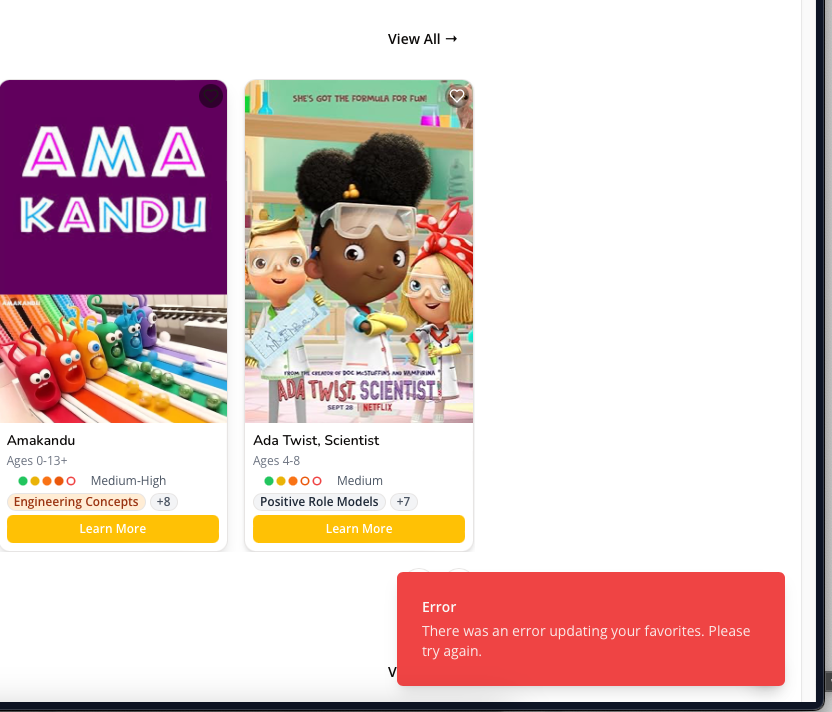 View All →
AMA
KANDU
AMAKANDU
SHE'S GOT THE FORMULA FOR FUN!
FROM THE CREATOR OF DOC McSTUFFINS AND VAMPIRINA
ADA TWIST, SCIENTIST
SEPT 28 | NETFLIX
Amakandu
Ages 0-13+
Medium-High
Engineering Concepts +8
Learn More
Ada Twist, Scientist
Ages 4-8
Medium
Positive Role Models +7
Learn More
Error
There was an error updating your favorites. Please
try again.